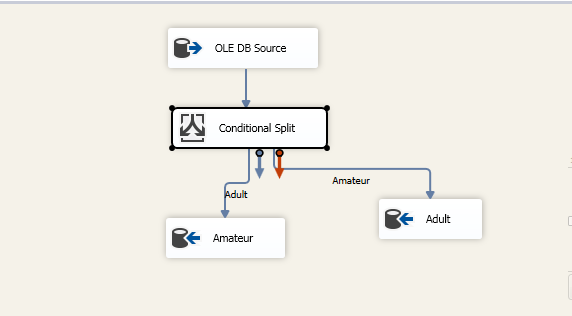 OLE DB Source
Conditional Split
Adult
Amateur
Amateur
Adult